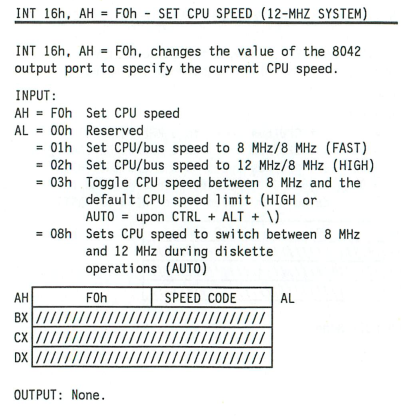 INT 16h, AH = F0h - SET CPU SPEED (12-MHZ SYSTEM)
INT 16h, AH = F0h, changes the value of the 8042
output port to specify the current CPU speed.
INPUT:
AH = F0h Set CPU speed
AL = 00h Reserved
= 01h Set CPU/bus speed to 8 MHz/8 MHz (FAST)
= 02h Set CPU/bus speed to 12 MHz/8 MHz (HIGH)
= 03h Toggle CPU speed between 8 MHz and the
default CPU speed limit (HIGH or
AUTO = upon CTRL + ALT + \)
= 08h Sets CPU speed to switch between 8 MHz
and 12 MHz during diskette
operations (AUTO)
AH F0h SPEED CODE AL
BX ////////////////////////////////
CX ////////////////////////////////
DX ////////////////////////////////
OUTPUT: None.